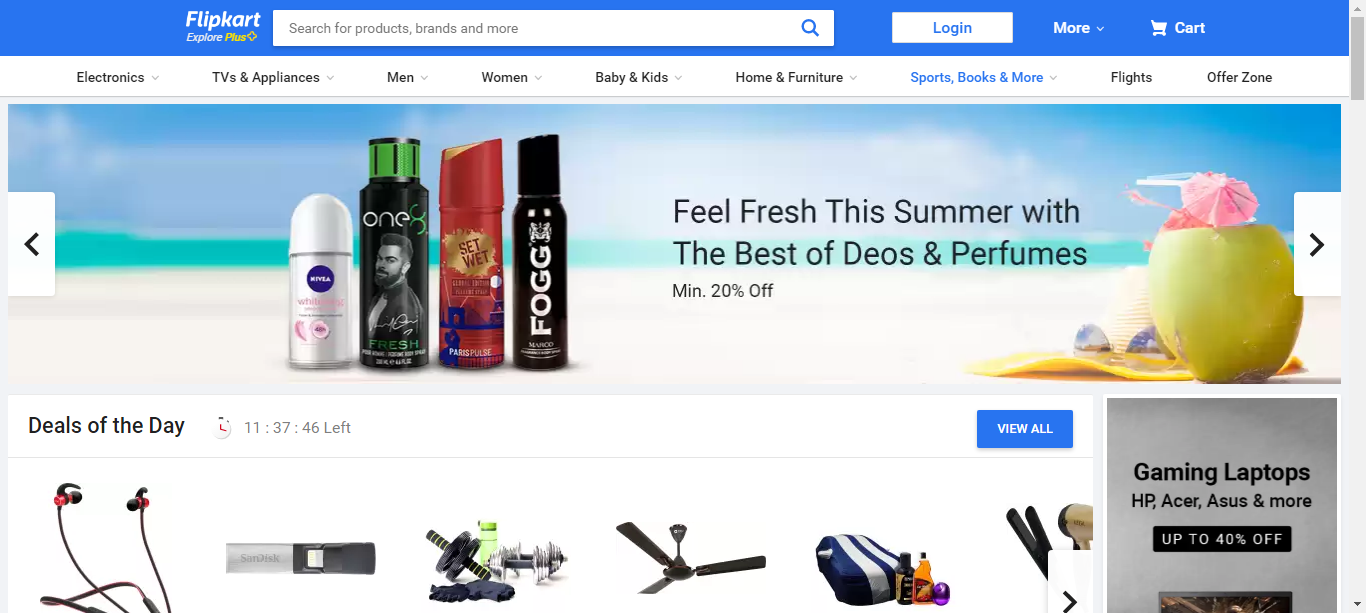 Flipkart
Explore Plus
Search for products, brands and more
Login
More
Cart
Electronics
TVs & Appliances
Men
Women
Baby & Kids
Home & Furniture
Sports, Books & More
Flights
Offer Zone
Feel Fresh This Summer with
The Best of Deos & Perfumes
Min. 20% Off
NIVEA
whitening
one8
FRESH
SET
WET
GLOBAL EDITION
PARIS PULSE
FOGG
MARCO
Deals of the Day
11 : 37 : 46 Left
VIEW ALL
SanDisk
Gaming Laptops
HP, Acer, Asus & more
UP TO 40% OFF